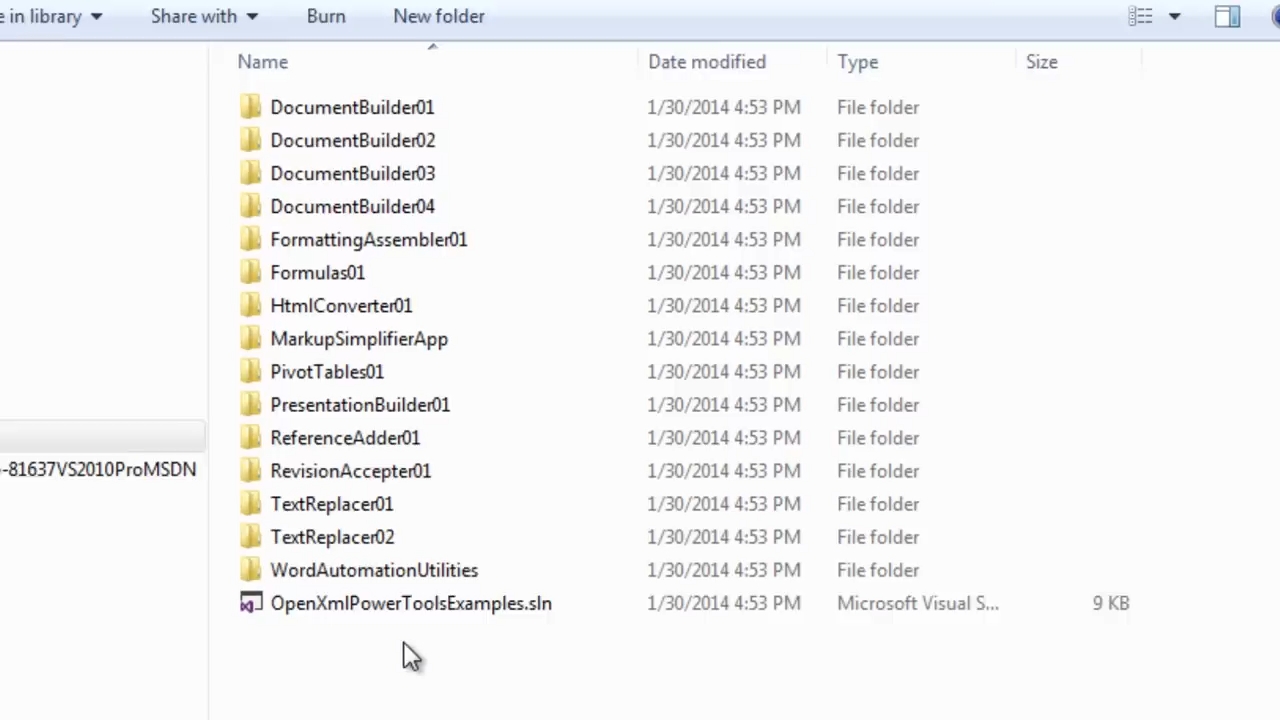 e in library Share with Burn New folder
Name Date modified Type Size
DocumentBuilder01 1/30/2014 4:53 PM File folder
DocumentBuilder02 1/30/2014 4:53 PM File folder
DocumentBuilder03 1/30/2014 4:53 PM File folder
DocumentBuilder04 1/30/2014 4:53 PM File folder
FormattingAssembler01 1/30/2014 4:53 PM File folder
Formulas01 1/30/2014 4:53 PM File folder
HtmlConverter01 1/30/2014 4:53 PM File folder
MarkupSimplifierApp 1/30/2014 4:53 PM File folder
PivotTables01 1/30/2014 4:53 PM File folder
PresentationBuilder01 1/30/2014 4:53 PM File folder
ReferenceAdder01 1/30/2014 4:53 PM File folder
-81637VS2010ProMSDN RevisionAccepter01 1/30/2014 4:53 PM File folder
TextReplacer01 1/30/2014 4:53 PM File folder
TextReplacer02 1/30/2014 4:53 PM File folder
WordAutomationUtilities 1/30/2014 4:53 PM File folder
OpenXmlPowerToolsExamples.sln 1/30/2014 4:53 PM Microsoft Visual S... 9 KB